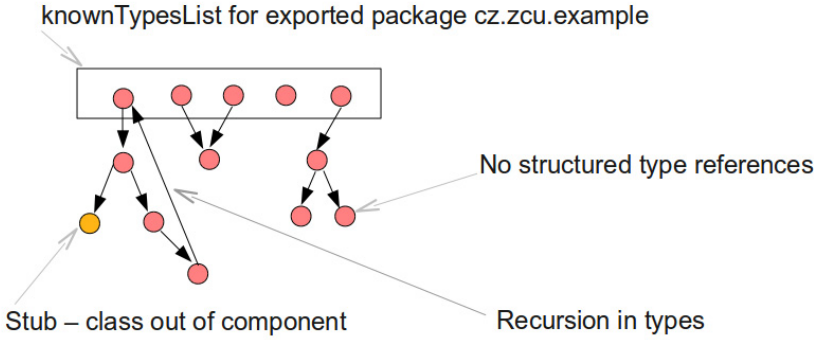 knownTypesList for exported package cz.zcu.example
No structured type references
Stub – class out of component
Recursion in types